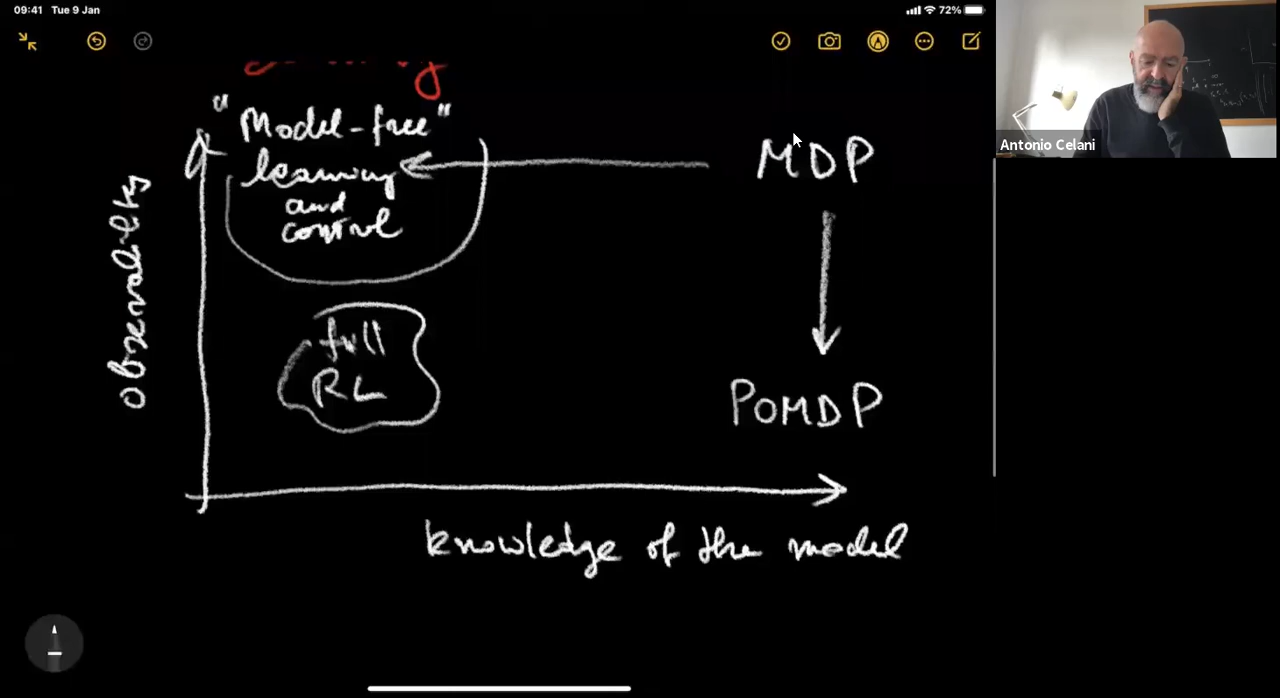 09:41 Tue 9 Jan
72%
"Model-free"
learning
and
control
MDP
observability
full
RL
POMDP
knowledge of the model
Antonio Celani